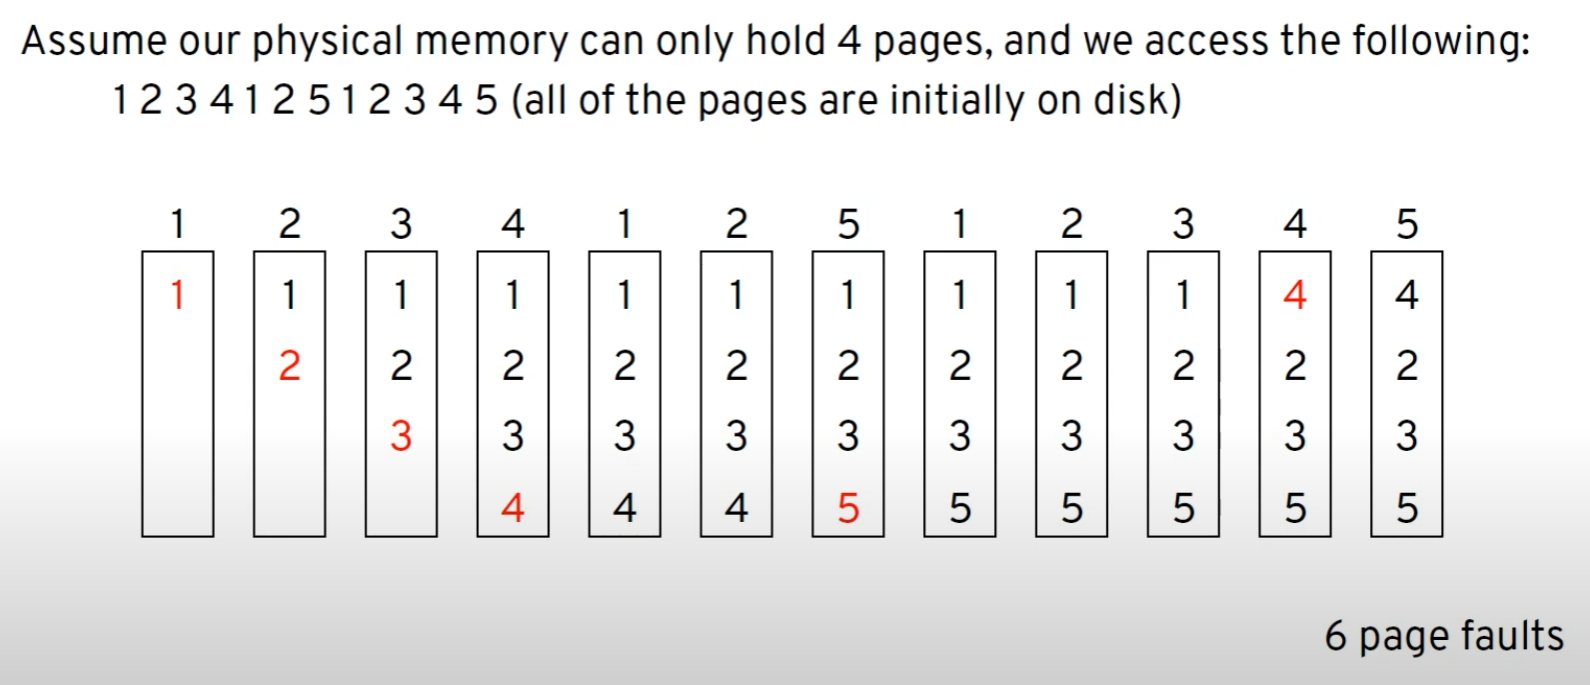 Assume our physical memory can only hold 4 pages, and we access the following:
1 2 3 4 1 2 5 1 2 3 4 5 (all of the pages are initially on disk)
1 2 3 4 1 2 5 1 2 3 4 5
1 1 1 1 1 1 1 1 1 1 4 4
2 2 2 2 2 2 2 2 2 2 2
3 3 3 3 3 3 3 3 3 3
4 4 4 5 5 5 5 5 5
6 page faults